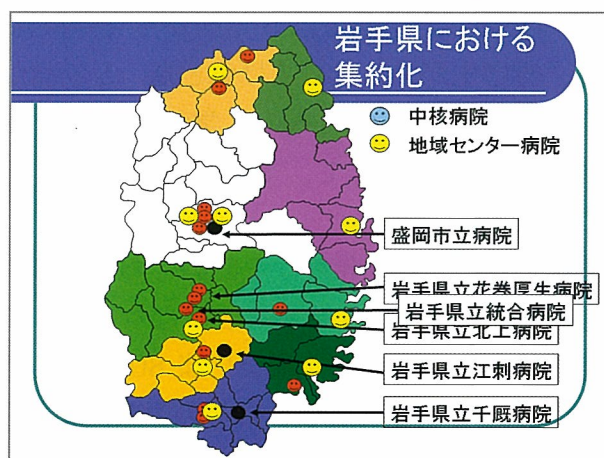 岩手県における
集約化
中核病院
地域センター病院
盛岡市立病院
岩手県立花巻厚生病院
岩手県立統合病院
岩手県立北上病院
岩手県立江刺病院
岩手県立千厩病院